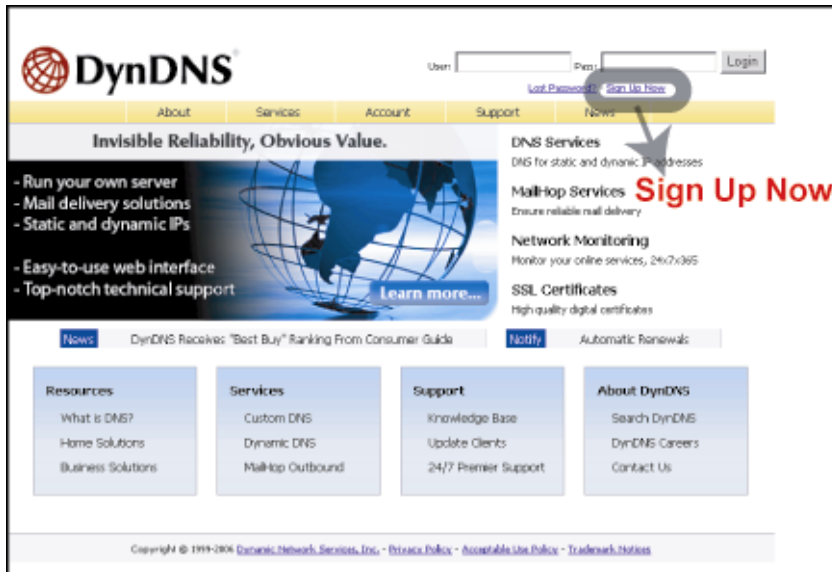 DynDNS
User: Pass: Login
Lost Password? Sign Up Now
About Services Account Support News
Invisible Reliability, Obvious Value.
- Run your own server
- Mail delivery solutions
- Static and dynamic IPs
- Easy-to-use web interface
- Top-notch technical support
Learn more...
DNS Services
DNS for static and dynamic IP addresses
MailHop Services
Ensure reliable mail delivery
Sign Up Now
Network Monitoring
Monitor your online services, 24x7x365
SSL Certificates
High quality digital certificates
News DynDNS Receives "Best Buy" Ranking From Consumer Guide
Notify Automatic Renewals
Resources
What is DNS?
Home Solutions
Business Solutions
Services
Custom DNS
Dynamic DNS
MailHop Outbound
Support
Knowledge Base
Update Clients
24/7 Premier Support
About DynDNS
Search DynDNS
DynDNS Careers
Contact Us
Copyright © 1999-2006 Dynamic Network Services, Inc. - Privacy Policy - Acceptable Use Policy - Trademark Notices